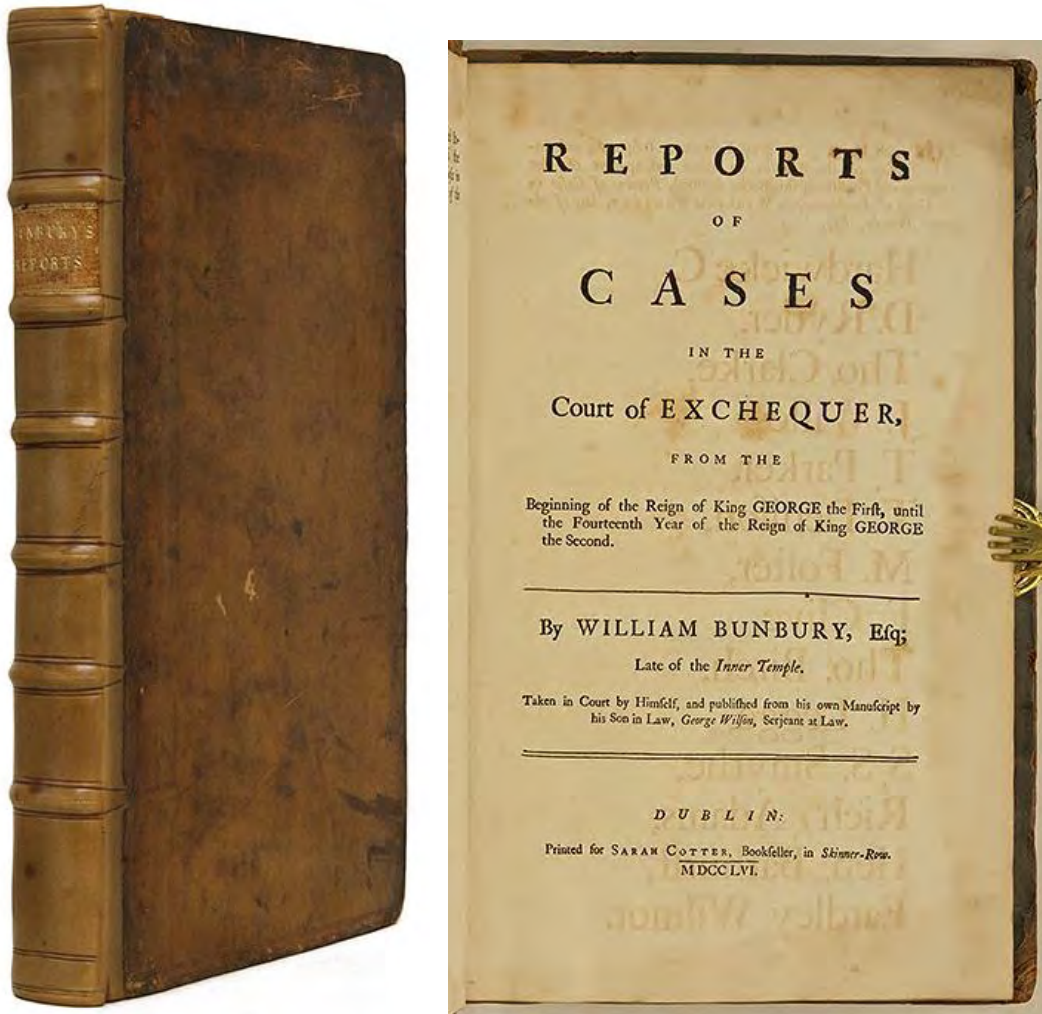 REPORTS
REPORTS
OF
CASES
IN THE
Court of EXCHEQUER,
FROM THE
Beginning of the Reign of King GEORGE the Firſt, until
the Fourteenth Year of the Reign of King GEORGE
the Second.
By WILLIAM BUNBURY, Eſq;
Late of the Inner Temple.
Taken in Court by Himſelf, and publiſhed from his own Manuſcript by
his Son in Law, George Wilſon, Serjeant at Law.
DUBLIN:
Printed for SARAH COTTER, Bookſeller, in Skinner-Row.
MDCCLVI.